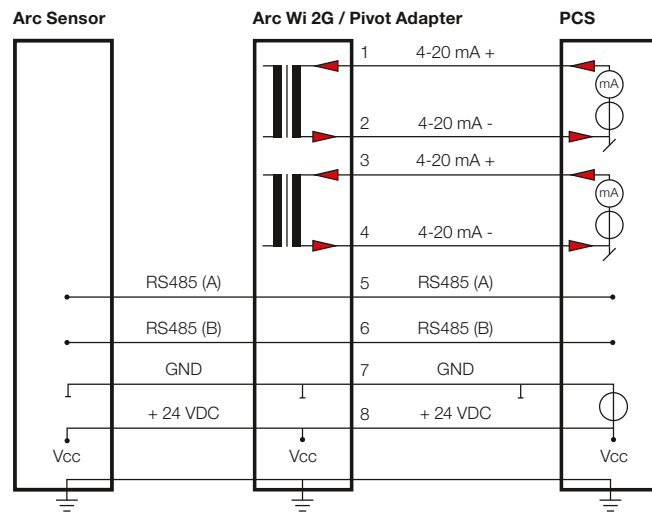 Arc Sensor Arc Wi 2G / Pivot Adapter PCS
1 4-20 mA +
mA
2 4-20 mA -
3 4-20 mA +
mA
4 4-20 mA -
RS485 (A) 5 RS485 (A)
RS485 (B) 6 RS485 (B)
GND 7 GND
+ 24 VDC 8 + 24 VDC
Vcc Vcc Vcc